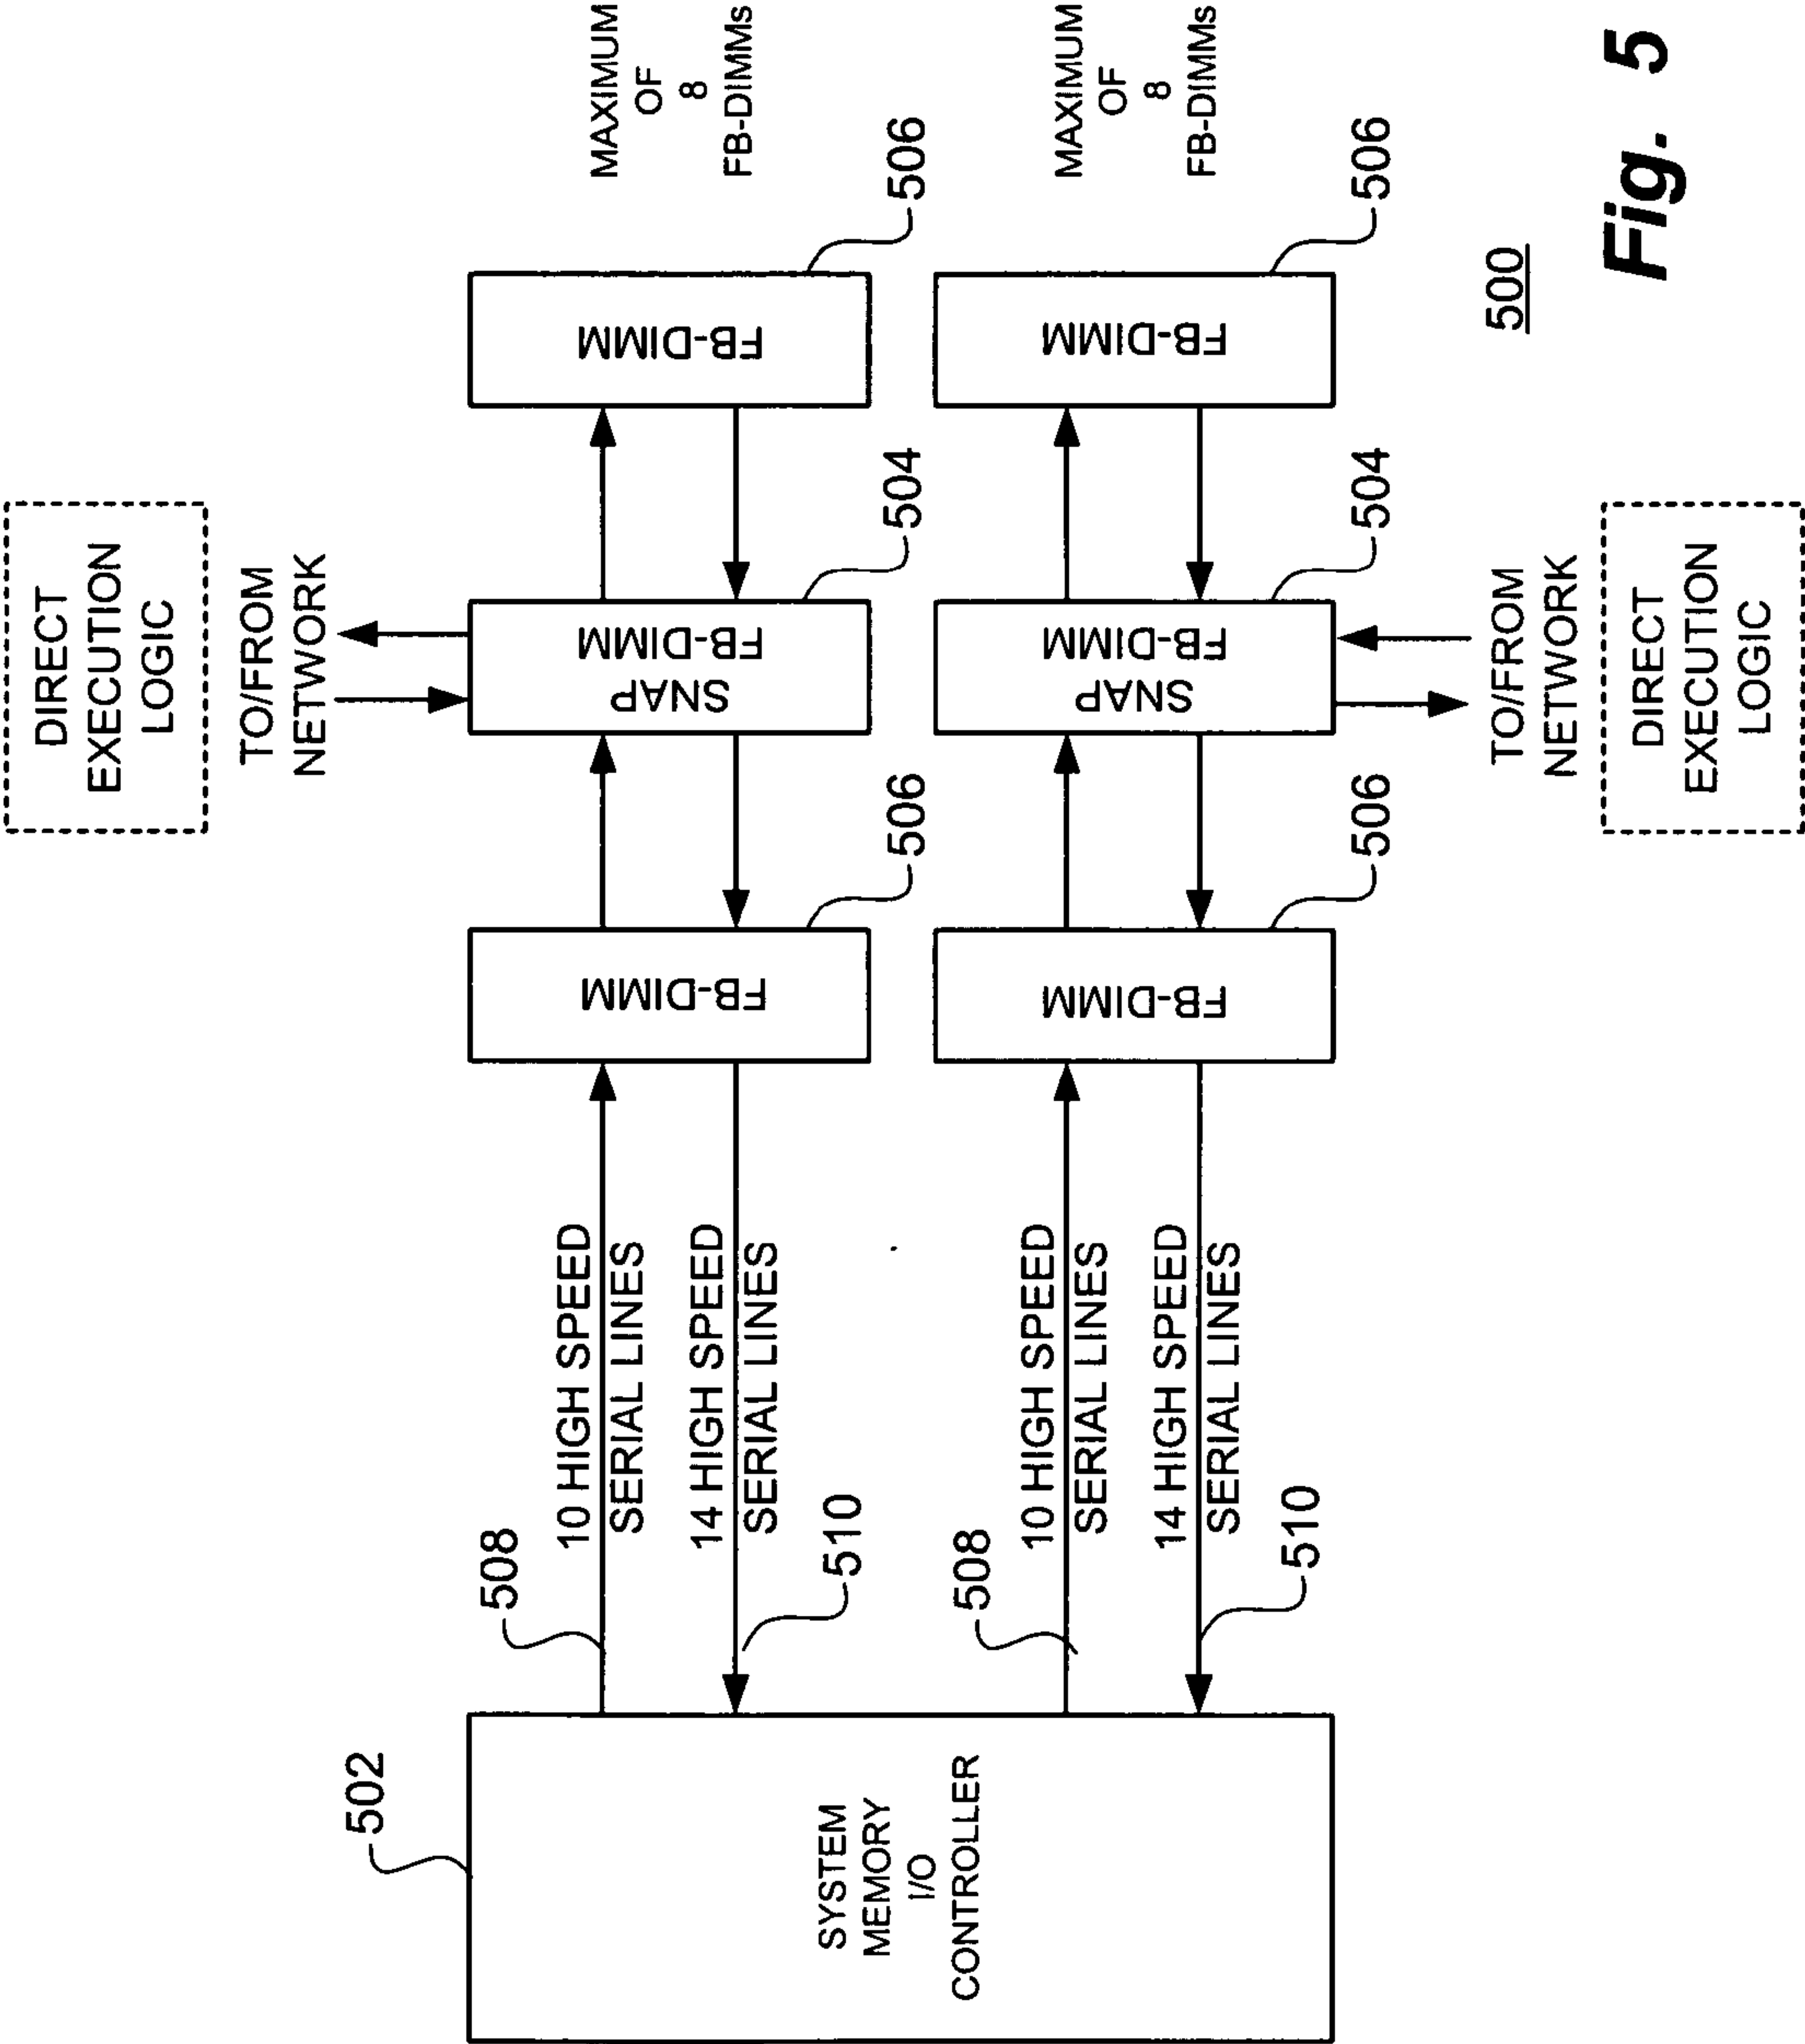 DIRECT
EXECUTION
LOGIC
TO/FROM
NETWORK
502
SYSTEM
MEMORY
I/O
CONTROLLER
508
10 HIGH SPEED
SERIAL LINES
14 HIGH SPEED
SERIAL LINES
510
FB-DIMM
506
SNAP
FB-DIMM
504
FB-DIMM
506
MAXIMUM
OF
8
FB-DIMMs
508
10 HIGH SPEED
SERIAL LINES
14 HIGH SPEED
SERIAL LINES
510
FB-DIMM
506
SNAP
FB-DIMM
504
FB-DIMM
506
MAXIMUM
OF
8
FB-DIMMs
TO/FROM
NETWORK
DIRECT
EXECUTION
LOGIC
500
Fig. 5